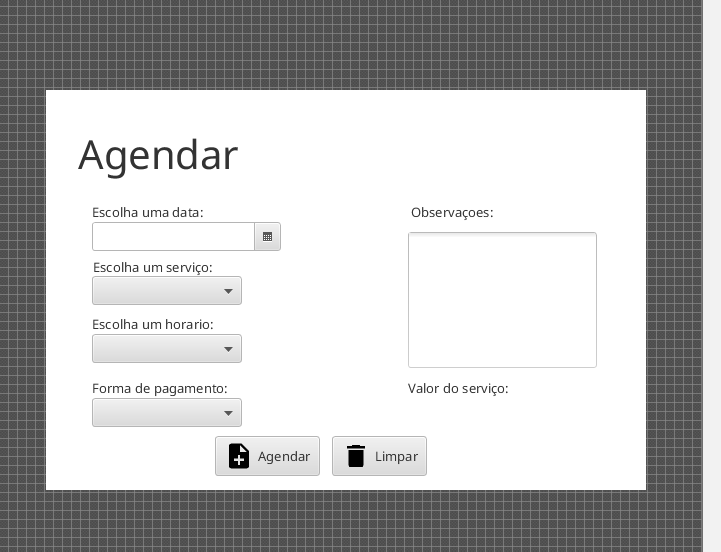 Agendar
Escolha uma data:
Escolha um serviço:
Escolha um horario:
Forma de pagamento:
Observaçoes:
Valor do serviço:
Agendar
Limpar